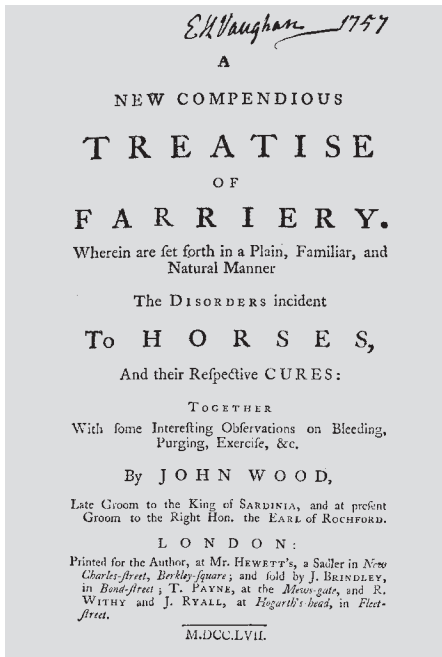 E H Vaughan 1757
A
NEW COMPENDIOUS
TREATISE
OF
FARRIERY.
Wherein are ſet forth in a Plain, Familiar, and
Natural Manner
The DISORDERS incident
To HORSES,
And their Reſpective CURES:
TOGETHER
With ſome Intereſting Obſervations on Bleeding,
Purging, Exerciſe, &c.
By JOHN WOOD,
Late Groom to the King of SARDINIA, and at preſent
Groom to the Right Hon. the EARL of ROCHFORD.
LONDON:
Printed for the Author, at Mr. HEWETT's, a Sadler in New
Charles-ſtreet, Berkley-ſquare; and ſold by J. BRINDLEY,
in Bond-ſtreet; T. PAYNE, at the Mews-gate, and R.
WITHY and J. RYALL, at Hogarth's-head, in Fleet-
ſtreet.
M.DCC.LVII.